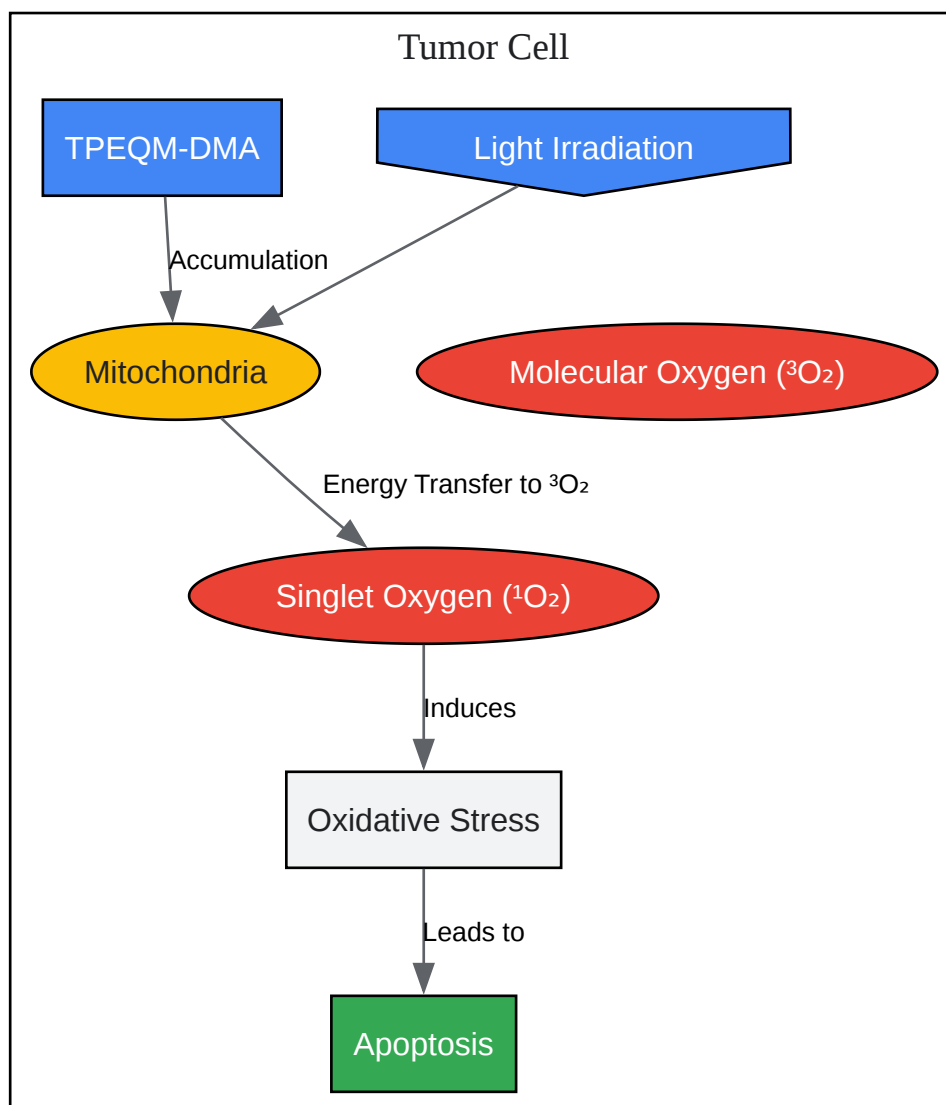 Tumor Cell
TPEQM-DMA
Light Irradiation
Accumulation
Mitochondria
Molecular Oxygen (³O₂)
Energy Transfer to ³O₂
Singlet Oxygen (¹O₂)
Induces
Oxidative Stress
Leads to
Apoptosis